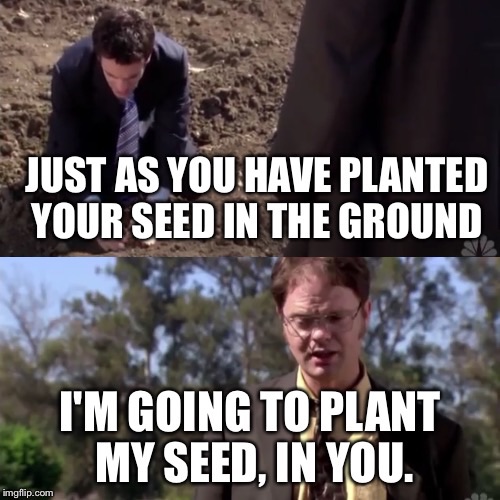 JUST AS YOU HAVE PLANTED
YOUR SEED IN THE GROUND
I'M GOING TO PLANT
MY SEED, IN YOU.
imgflip.com